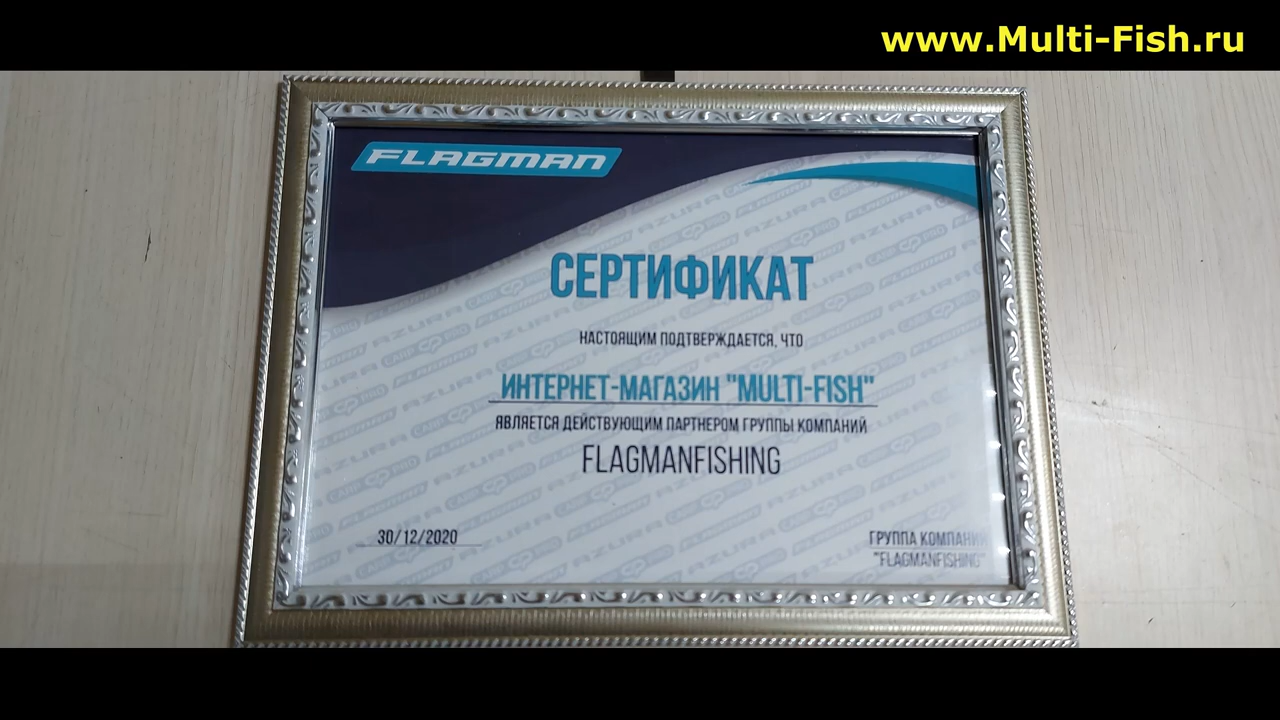 www.Multi-Fish.ru
FLAGMAN
СЕРТИФИКАТ
НАСТОЯЩИМ ПОДТВЕРЖДАЕТСЯ, ЧТО
ИНТЕРНЕТ-МАГАЗИН "MULTI-FISH"
ЯВЛЯЕТСЯ ДЕЙСТВУЮЩИМ ПАРТНЕРОМ ГРУППЫ КОМПАНИЙ
FLAGMANFISHING
30/12/2020
ГРУППА КОМПАНИЙ
"FLAGMANFISHING"